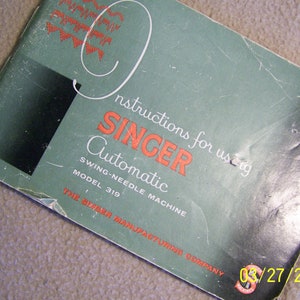 Instructions for using
SINGER
Automatic
SWING-NEEDLE MACHINE
MODEL 319
THE SINGER MANUFACTURING COMPANY
03/27/2